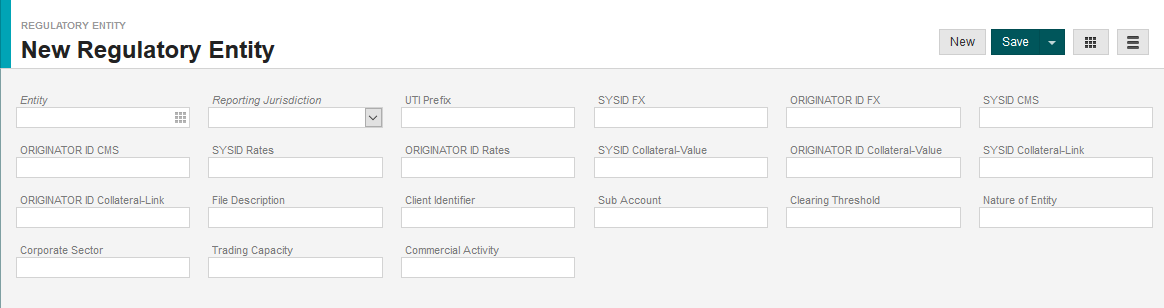 REGULATORY ENTITY
New Regulatory Entity
New Save
Entity Reporting Jurisdiction UTI Prefix SYSID FX ORIGINATOR ID FX SYSID CMS
ORIGINATOR ID CMS SYSID Rates ORIGINATOR ID Rates SYSID Collateral-Value ORIGINATOR ID Collateral-Value SYSID Collateral-Link
ORIGINATOR ID Collateral-Link File Description Client Identifier Sub Account Clearing Threshold Nature of Entity
Corporate Sector Trading Capacity Commercial Activity